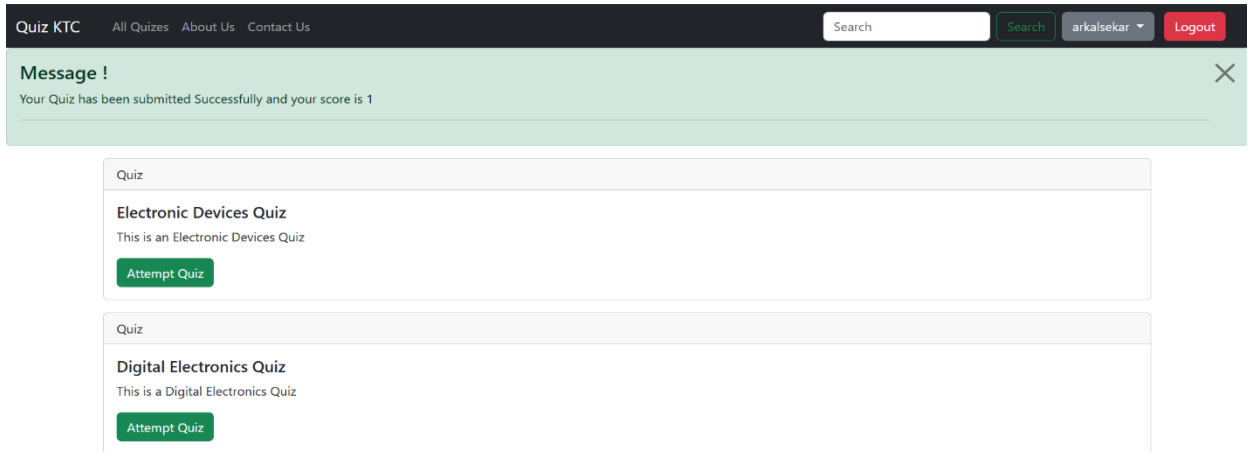 Quiz KTC All Quizes About Us Contact Us Search Search arkalsekar Logout
Message !
Your Quiz has been submitted Successfully and your score is 1
Quiz
Electronic Devices Quiz
This is an Electronic Devices Quiz
Attempt Quiz
Quiz
Digital Electronics Quiz
This is a Digital Electronics Quiz
Attempt Quiz